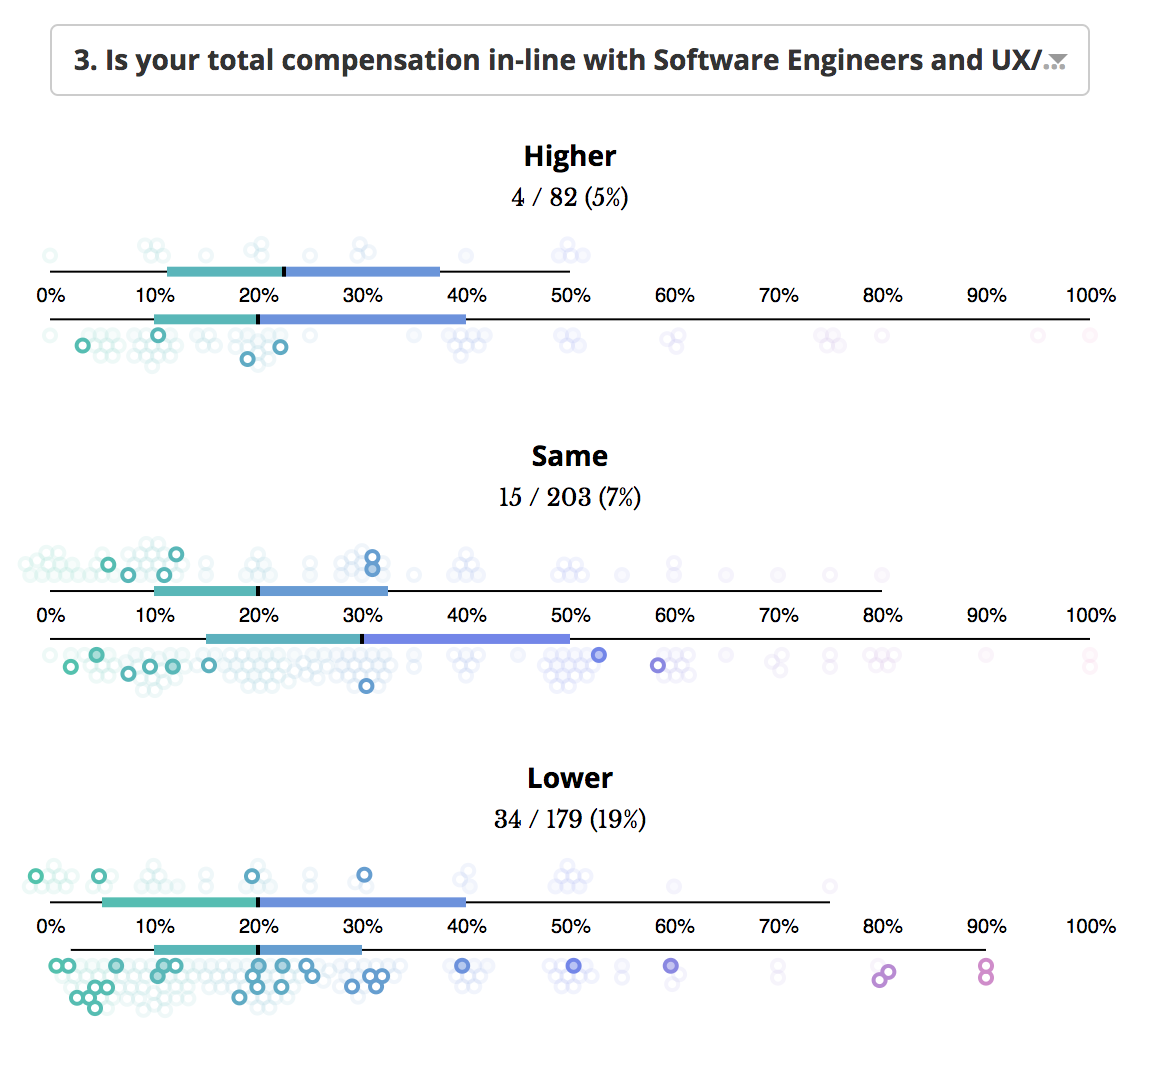 3. Is your total compensation in-line with Software Engineers and UX/...
Higher
4 / 82 (5%)
0% 10% 20% 30% 40% 50% 60% 70% 80% 90% 100%
Same
15 / 203 (7%)
0% 10% 20% 30% 40% 50% 60% 70% 80% 90% 100%
Lower
34 / 179 (19%)
0% 10% 20% 30% 40% 50% 60% 70% 80% 90% 100%